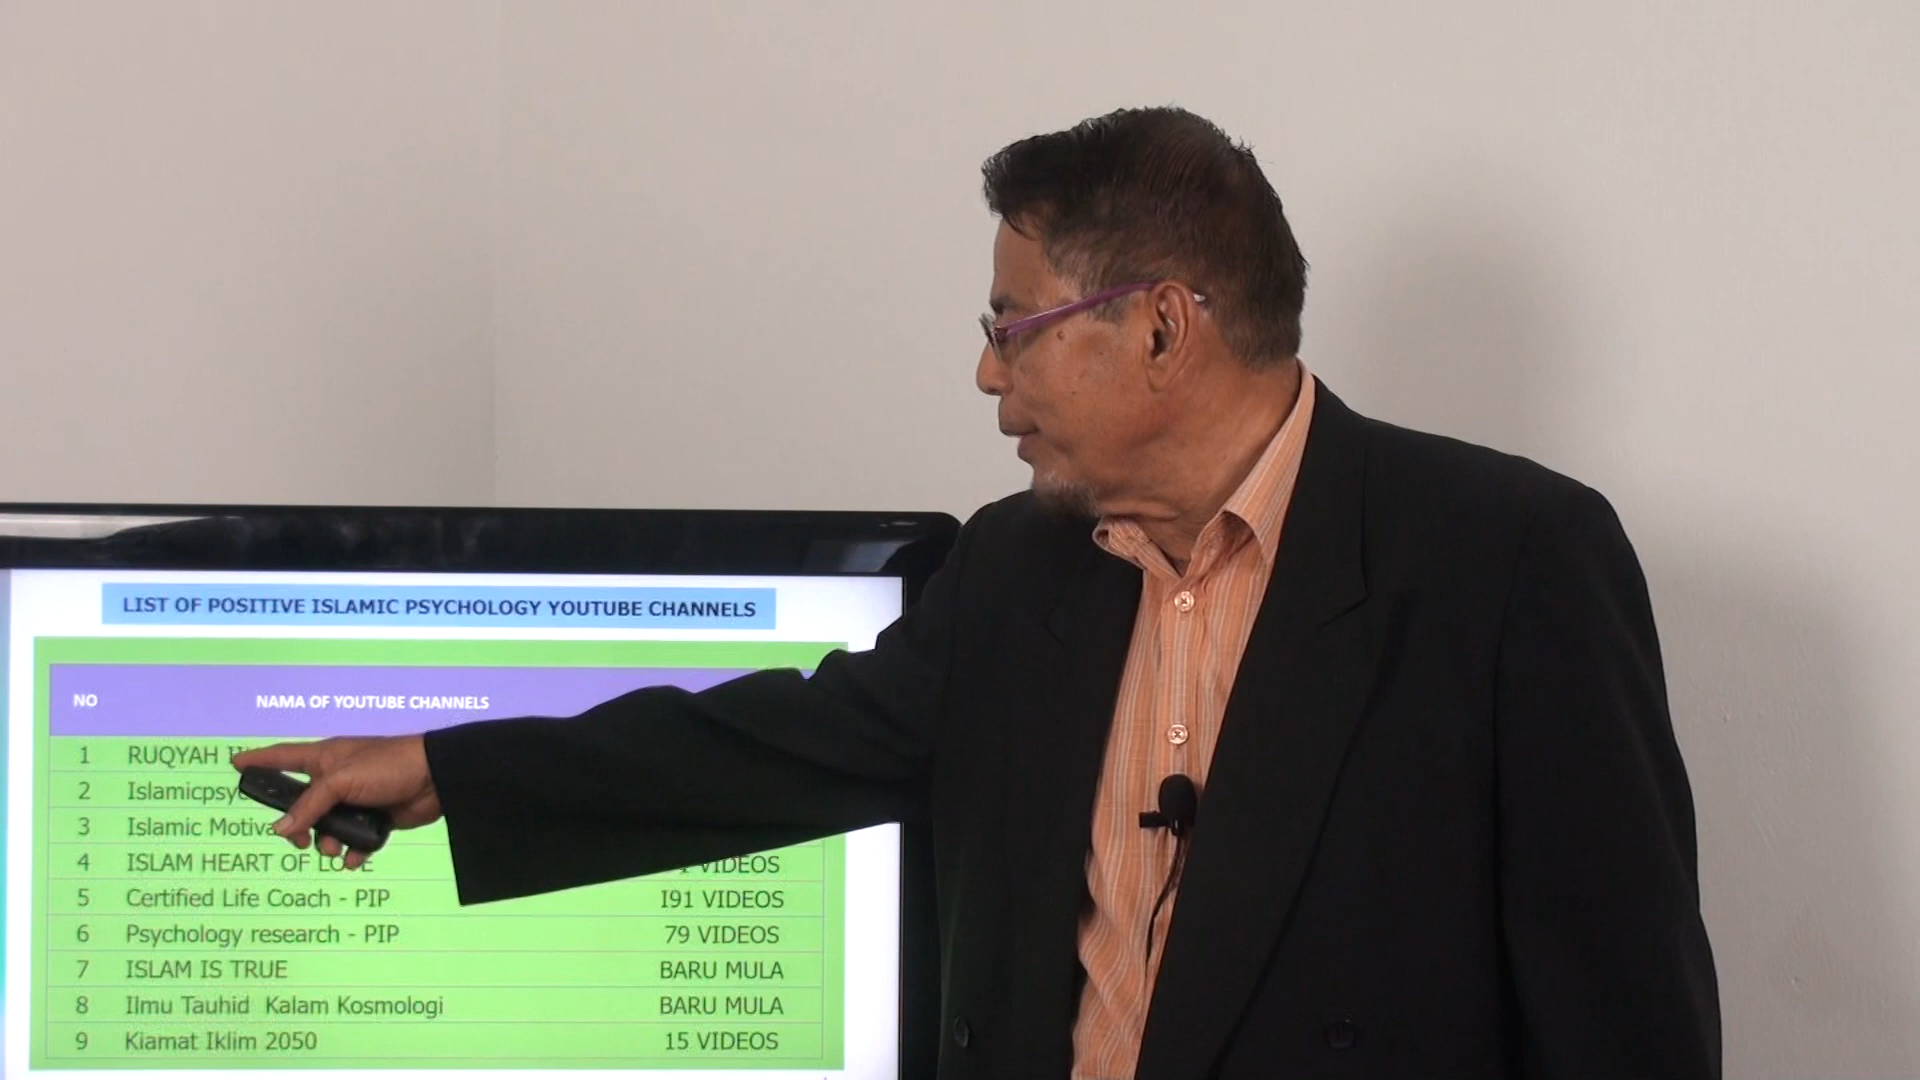 LIST OF POSITIVE ISLAMIC PSYCHOLOGY YOUTUBE CHANNELS
NO NAMA OF YOUTUBE CHANNELS
1 RUQYAH
2
3 Islamic
4 ISLAM HEART OF LOVE VIDEOS
5 Certified Life Coach - PIP I91 VIDEOS
6 Psychology research - PIP 79 VIDEOS
7 ISLAM IS TRUE BARU MULA
8 Ilmu Tauhid Kalam Kosmologi BARU MULA
9 Kiamat Iklim 2050 15 VIDEOS